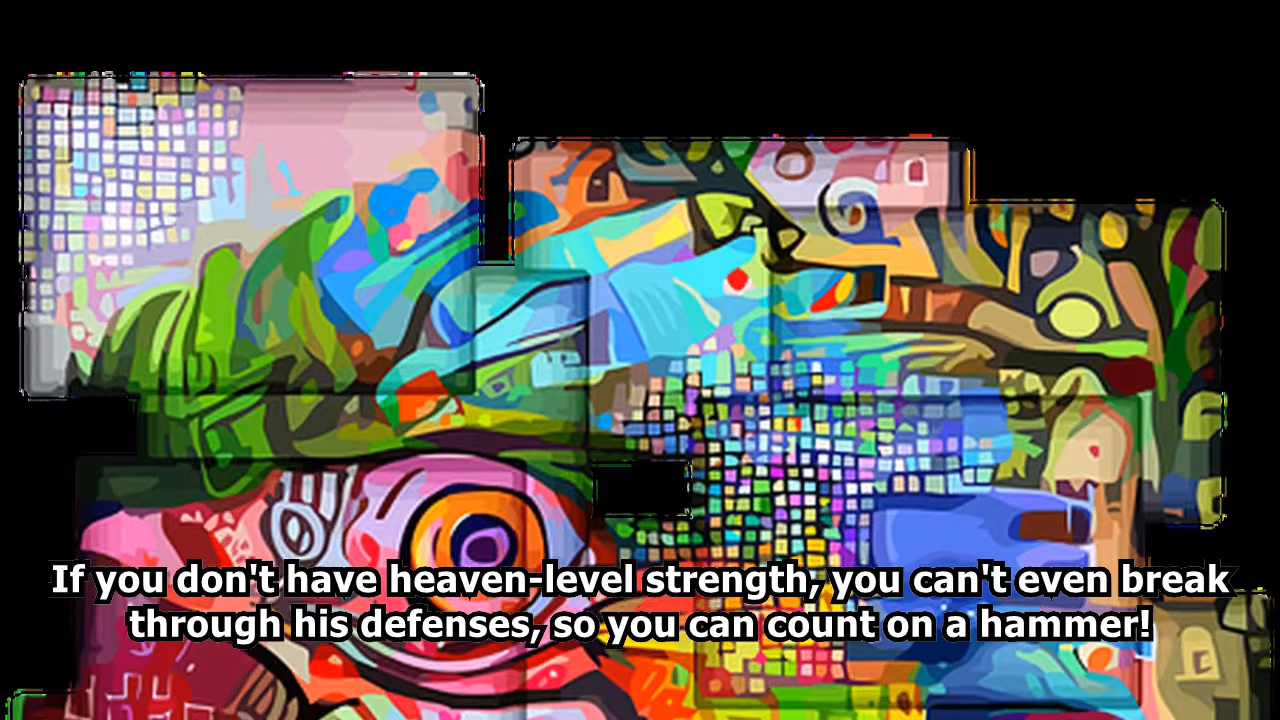 If you don't have heaven-level strength, you can't even break
through his defenses, so you can count on a hammer!